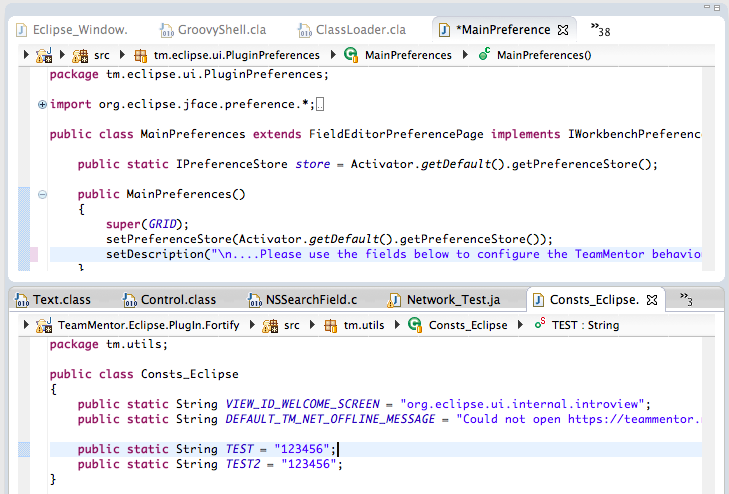 Eclipse_Window. GroovyShell.cla ClassLoader.cla *MainPreference »38
src tm.eclipse.ui.PluginPreferences MainPreferences MainPreferences()
package tm.eclipse.ui.PluginPreferences;
import org.eclipse.jface.preference.*;
public class MainPreferences extends FieldEditorPreferencePage implements IWorkbenchPreferenc
public static IPreferenceStore store = Activator.getDefault().getPreferenceStore();
public MainPreferences()
{
super(GRID);
setPreferenceStore(Activator.getDefault().getPreferenceStore());
setDescription("\n....Please use the fields below to configure the TeamMentor behaviou
}
Text.class Control.class NSSearchField.c Network_Test.ja Consts_Eclipse. »3
TeamMentor.Eclipse.PlugIn.Fortify src tm.utils Consts_Eclipse TEST : String
package tm.utils;
public class Consts_Eclipse
{
public static String VIEW_ID_WELCOME_SCREEN = "org.eclipse.ui.internal.introview";
public static String DEFAULT_TM_NET_OFFLINE_MESSAGE = "Could not open https://teammentor.
public static String TEST = "123456";
public static String TEST2 = "123456";
}